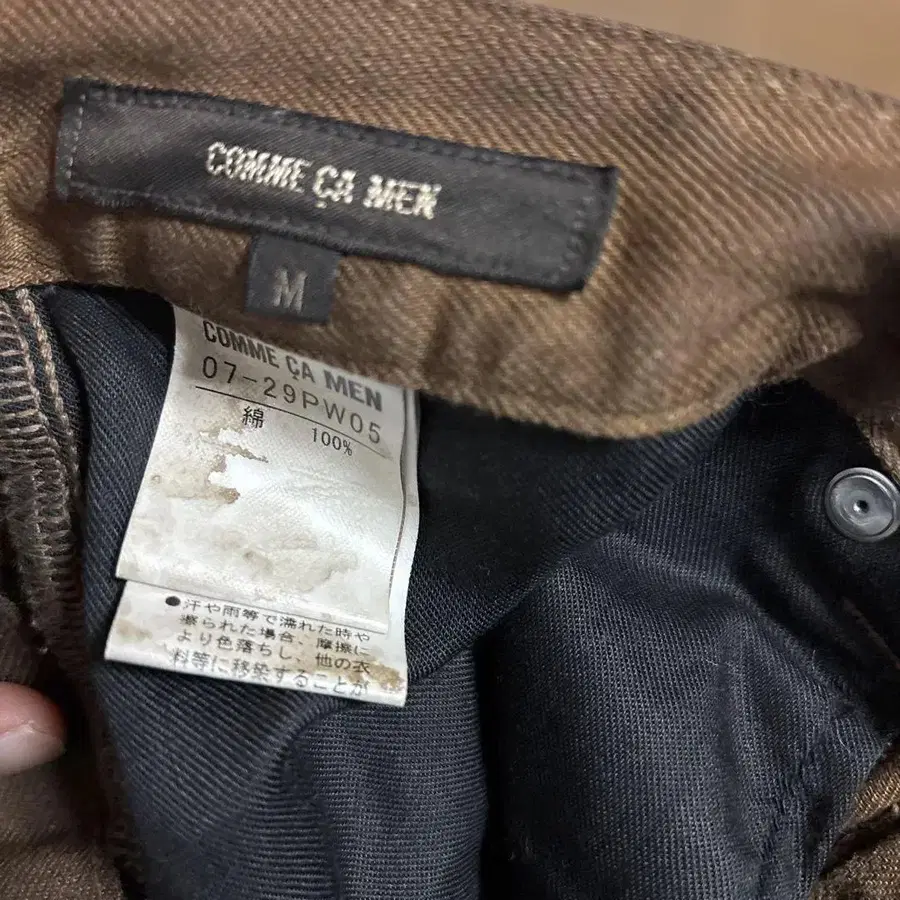 COMME ÇA MEN
M
COMME ÇA MEN
07-29PW05
綿 100%
●汗や雨等で濡れた時や
擦られた場合、摩擦に
より色落ちし、他の衣
料等に移染することが